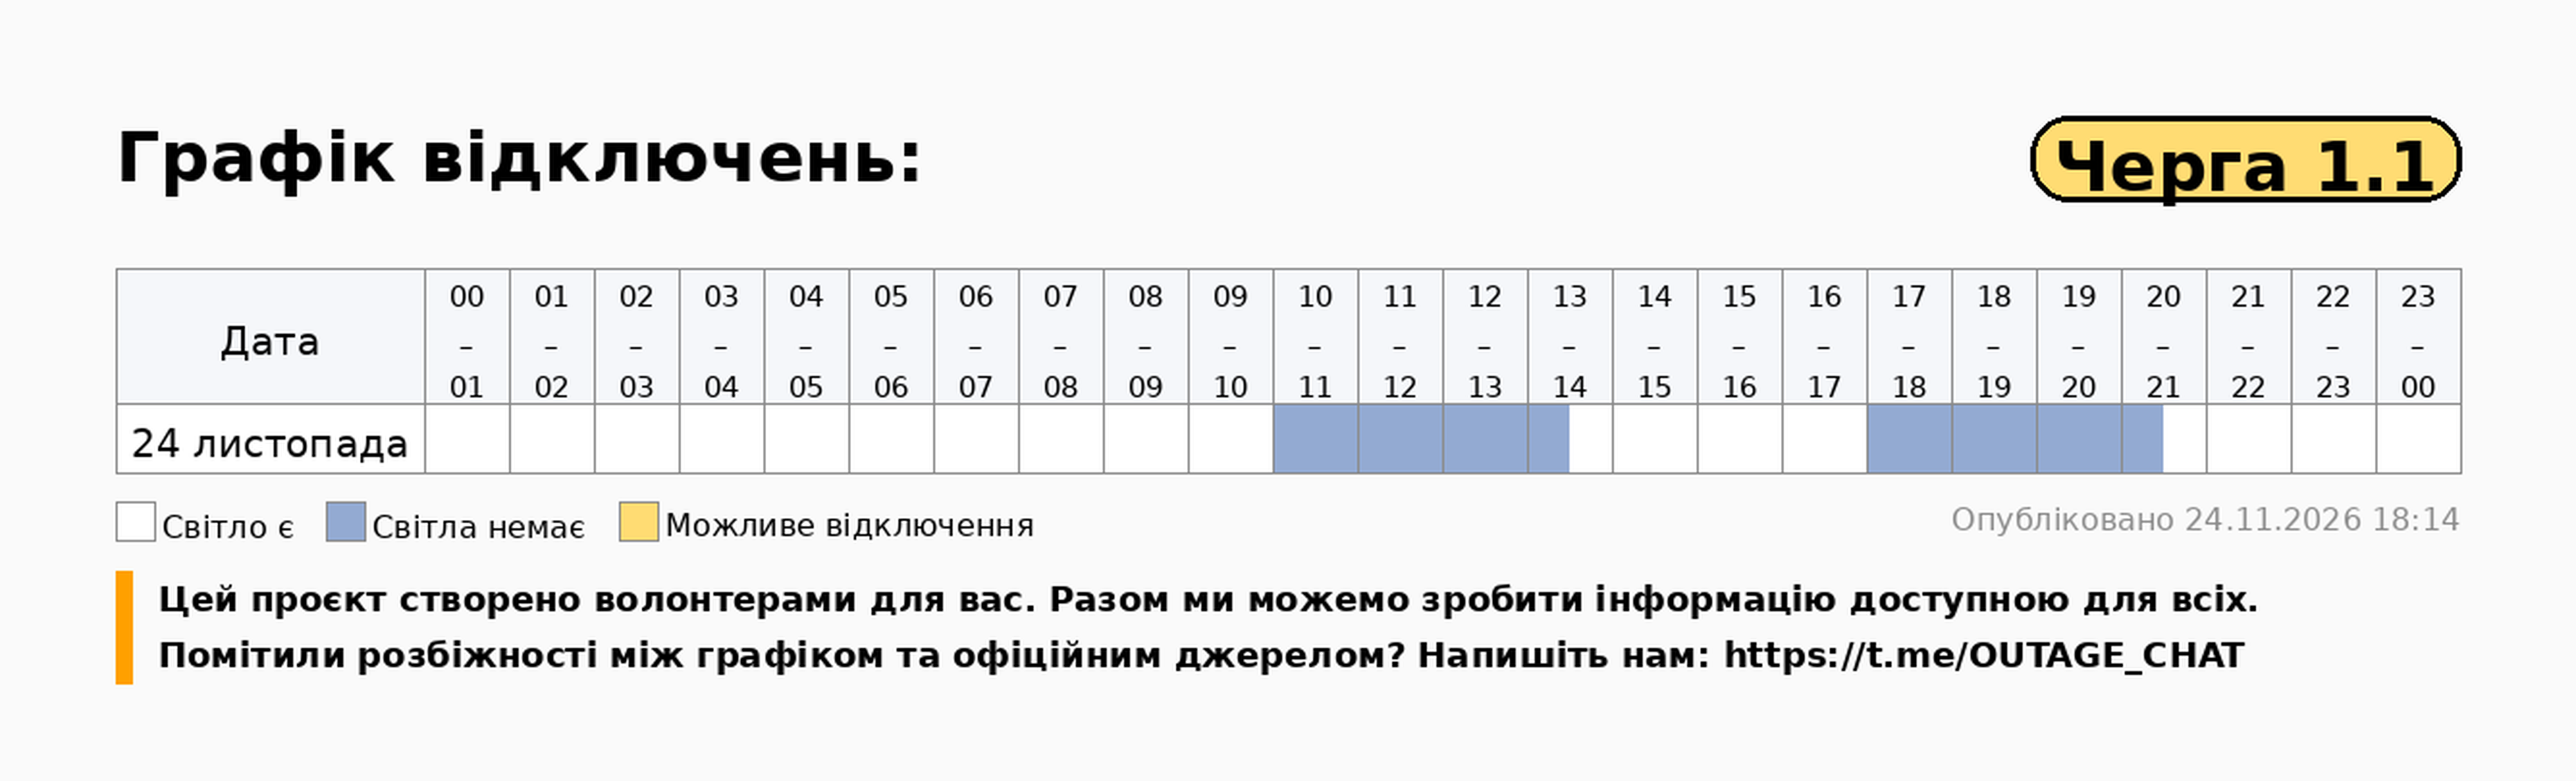 Графік відключень:
Черга 1.1
Дата
00 – 01
01 – 02
02 – 03
03 – 04
04 – 05
05 – 06
06 – 07
07 – 08
08 – 09
09 – 10
10 – 11
11 – 12
12 – 13
13 – 14
14 – 15
15 – 16
16 – 17
17 – 18
18 – 19
19 – 20
20 – 21
21 – 22
22 – 23
23 – 00
24 листопада
Світло є
Світла немає
Можливе відключення
Опубліковано 24.11.2026 18:14
Цей проєкт створено волонтерами для вас. Разом ми можемо зробити інформацію доступною для всіх.
Помітили розбіжності між графіком та офіційним джерелом? Напишіть нам: https://t.me/OUTAGE_CHAT